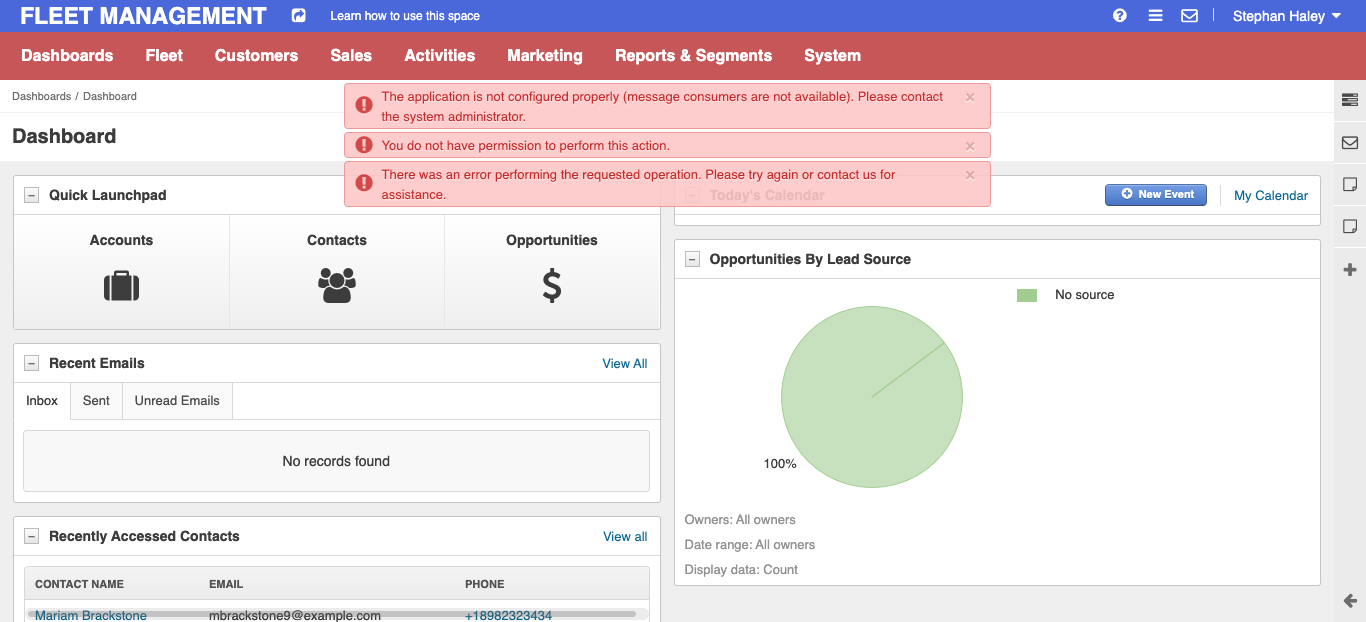 FLEET MANAGEMENT
Learn how to use this space
Stephan Haley
Dashboards
Fleet
Customers
Sales
Activities
Marketing
Reports & Segments
System
Dashboards / Dashboard
The application is not configured properly (message consumers are not available). Please contact
the system administrator.
×
You do not have permission to perform this action.
×
There was an error performing the requested operation. Please try again or contact us for
assistance.
×
Dashboard
Quick Launchpad
Accounts
Contacts
Opportunities
Recent Emails
View All
Inbox
Sent
Unread Emails
No records found
Recently Accessed Contacts
View all
CONTACT NAME
EMAIL
PHONE
Mariam Brackstone
mbrackstone9@example.com
+18982323434
Today's Calendar
New Event
My Calendar
Opportunities By Lead Source
No source
100%
Owners: All owners
Date range: All owners
Display data: Count